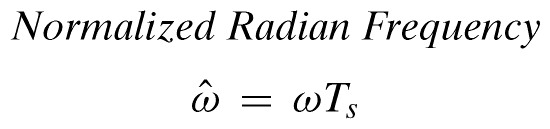 Normalized Radian Frequency
ω̂ = ωTₛ